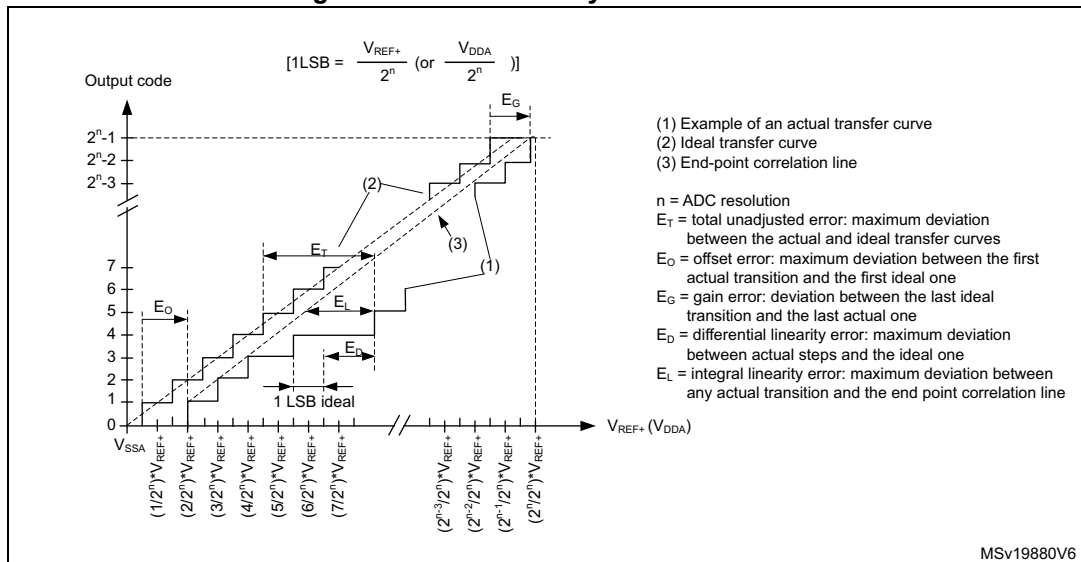 [1LSB = VREF+ / 2ⁿ (or VDDA / 2ⁿ )]
Output code
EG
2ⁿ-1
2ⁿ-2
2ⁿ-3
(2)
(3)
(1)
ET
7
6
5
4
3
2
1
0
EO
EL
ED
1 LSB ideal
VSSA
(1/2ⁿ)*VREF+
(2/2ⁿ)*VREF+
(3/2ⁿ)*VREF+
(4/2ⁿ)*VREF+
(5/2ⁿ)*VREF+
(6/2ⁿ)*VREF+
(7/2ⁿ)*VREF+
(2ⁿ⁻³/2ⁿ)*VREF+
(2ⁿ⁻²/2ⁿ)*VREF+
(2ⁿ⁻¹/2ⁿ)*VREF+
(2ⁿ/2ⁿ)*VREF+
VREF+ (VDDA)
(1) Example of an actual transfer curve
(2) Ideal transfer curve
(3) End-point correlation line
n = ADC resolution
ET = total unadjusted error: maximum deviation
between the actual and ideal transfer curves
EO = offset error: maximum deviation between the first
actual transition and the first ideal one
EG = gain error: deviation between the last ideal
transition and the last actual one
ED = differential linearity error: maximum deviation
between actual steps and the ideal one
EL = integral linearity error: maximum deviation between
any actual transition and the end point correlation line
MSv19880V6